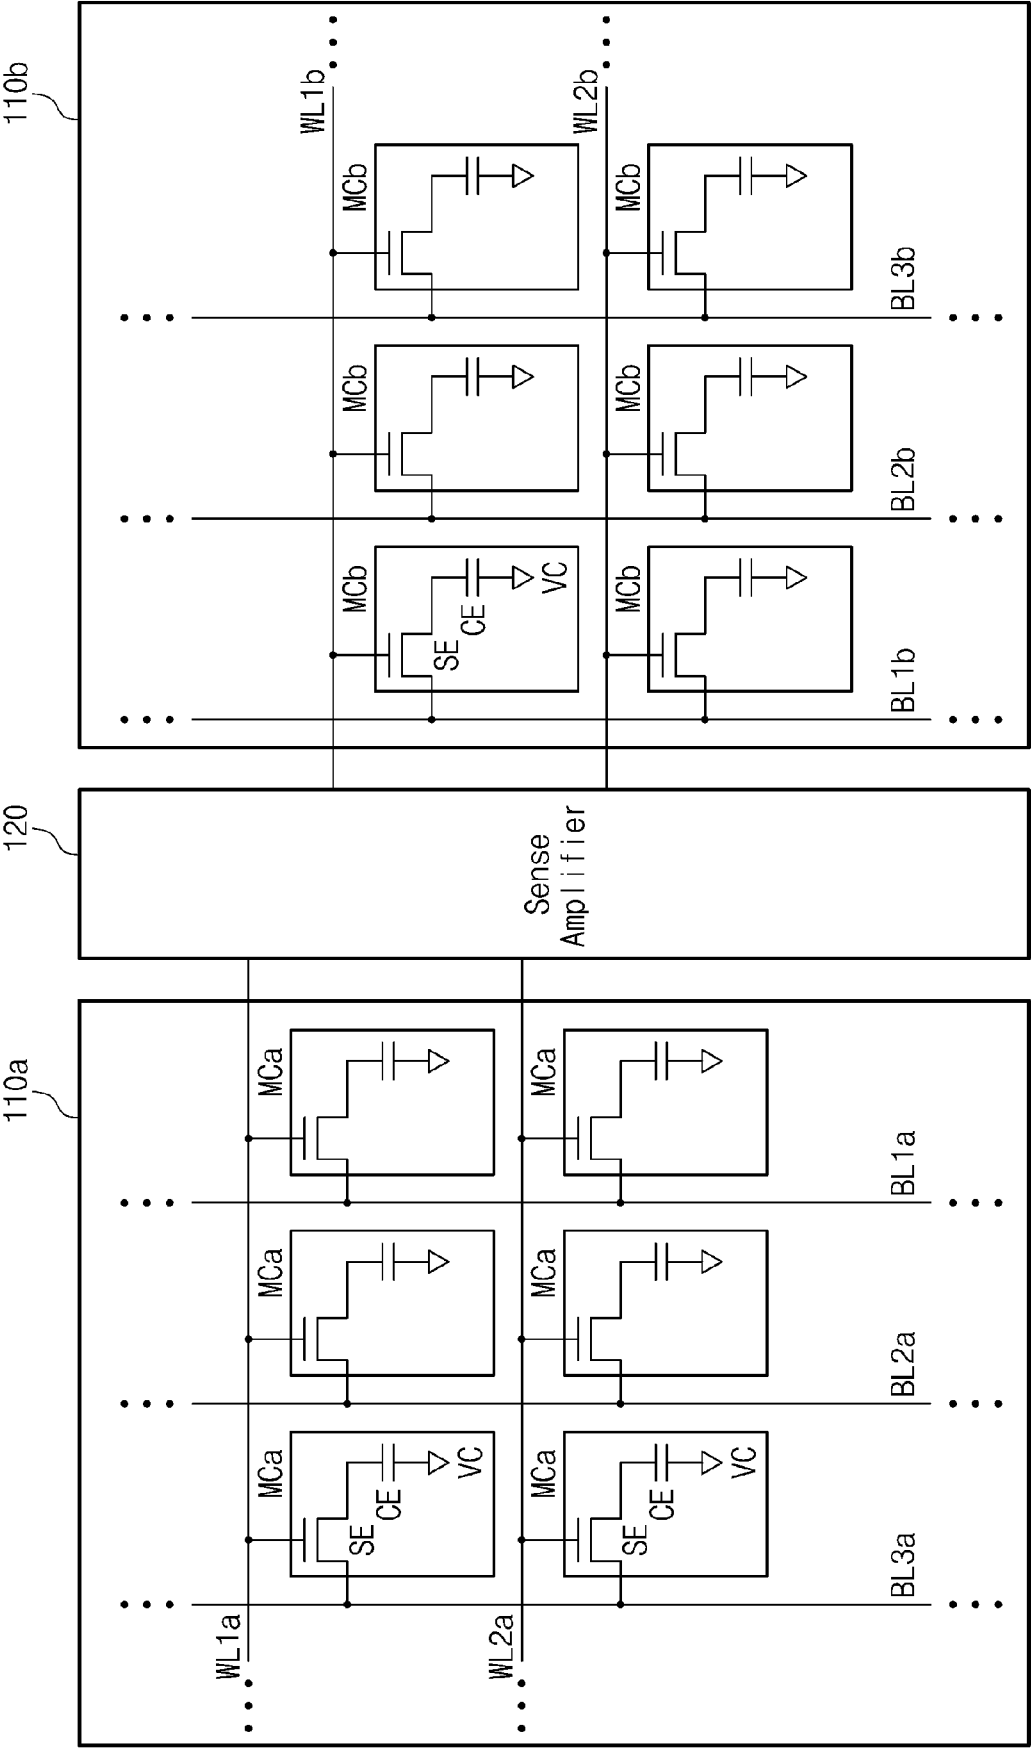 110a
120
110b
WL1a
MCa
MCa
MCa
SE
CE
VC
WL2a
MCa
MCa
MCa
SE
CE
VC
BL3a
BL2a
BL1a
Sense
Amplifier
WL1b
MCb
MCb
MCb
SE
CE
VC
WL2b
MCb
MCb
MCb
BL1b
BL2b
BL3b